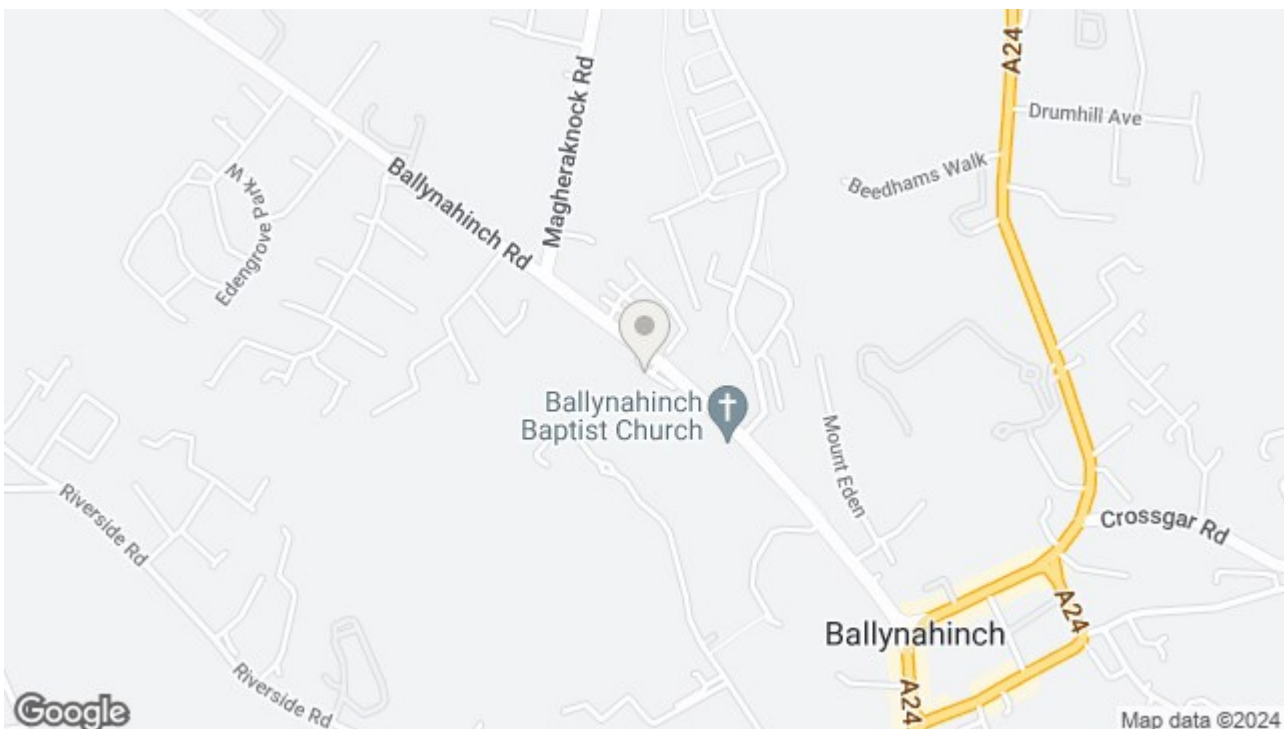 A24
Drumhill Ave
Beedhams Walk
Magheraknock Rd
Ballynahinch Rd
Edengrove Park W
Ballynahinch
Baptist Church
Mount Eden
Riverside Rd
Crossgar Rd
A24
Ballynahinch
Riverside Rd
A24
Google
Map data ©2024